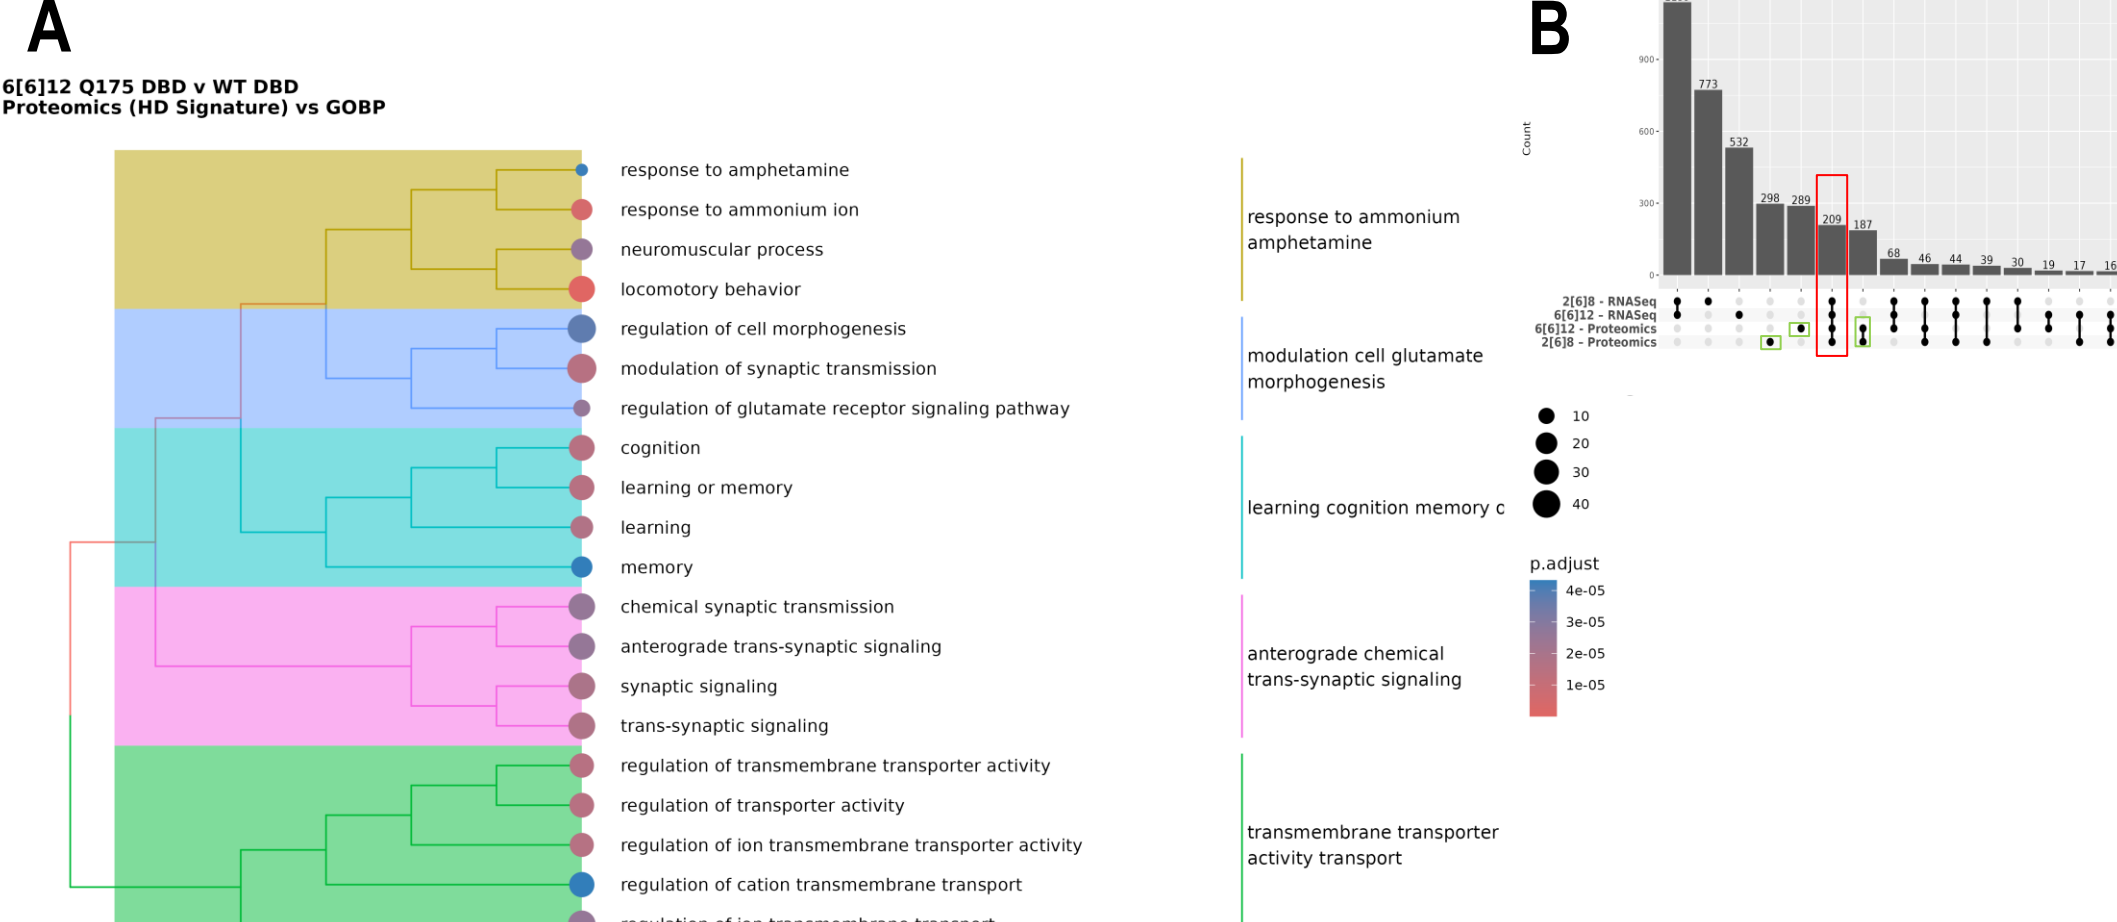 A
6[6]12 Q175 DBD v WT DBD
Proteomics (HD Signature) vs GOBP
response to amphetamine
response to ammonium ion
neuromuscular process
locomotory behavior
regulation of cell morphogenesis
modulation of synaptic transmission
regulation of glutamate receptor signaling pathway
cognition
learning or memory
learning
memory
chemical synaptic transmission
anterograde trans-synaptic signaling
synaptic signaling
trans-synaptic signaling
regulation of transmembrane transporter activity
regulation of transporter activity
regulation of ion transmembrane transporter activity
regulation of cation transmembrane transport
regulation of ion transmembrane transport
response to ammonium
amphetamine
modulation cell glutamate
morphogenesis
learning cognition memory
anterograde chemical
trans-synaptic signaling
transmembrane transporter
activity transport
B
Count
900
600
300
0
773
532
298
289
209
187
68
46
44
39
30
19
17
16
2[6]8 - RNASeq
6[6]12 - RNASeq
6[6]12 - Proteomics
2[6]8 - Proteomics
10
20
30
40
p.adjust
4e-05
3e-05
2e-05
1e-05